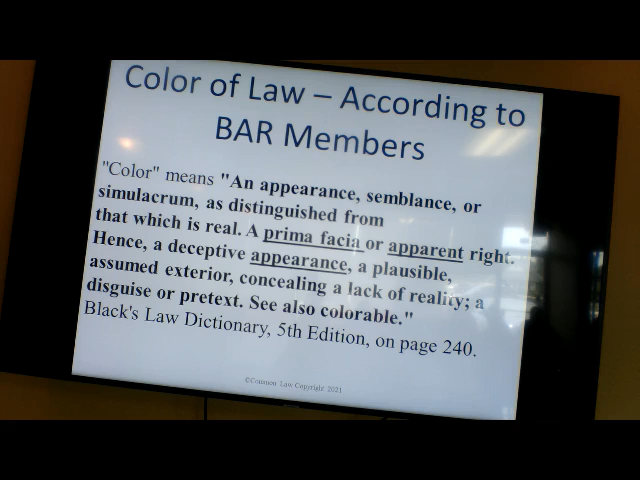 Color of Law – According to
BAR Members
"Color" means "An appearance, semblance, or
simulacrum, as distinguished from
that which is real. A prima facia or apparent right.
Hence, a deceptive appearance, a plausible,
assumed exterior, concealing a lack of reality; a
disguise or pretext. See also colorable."
Black's Law Dictionary, 5th Edition, on page 240.
©Common Law Copyright 2021